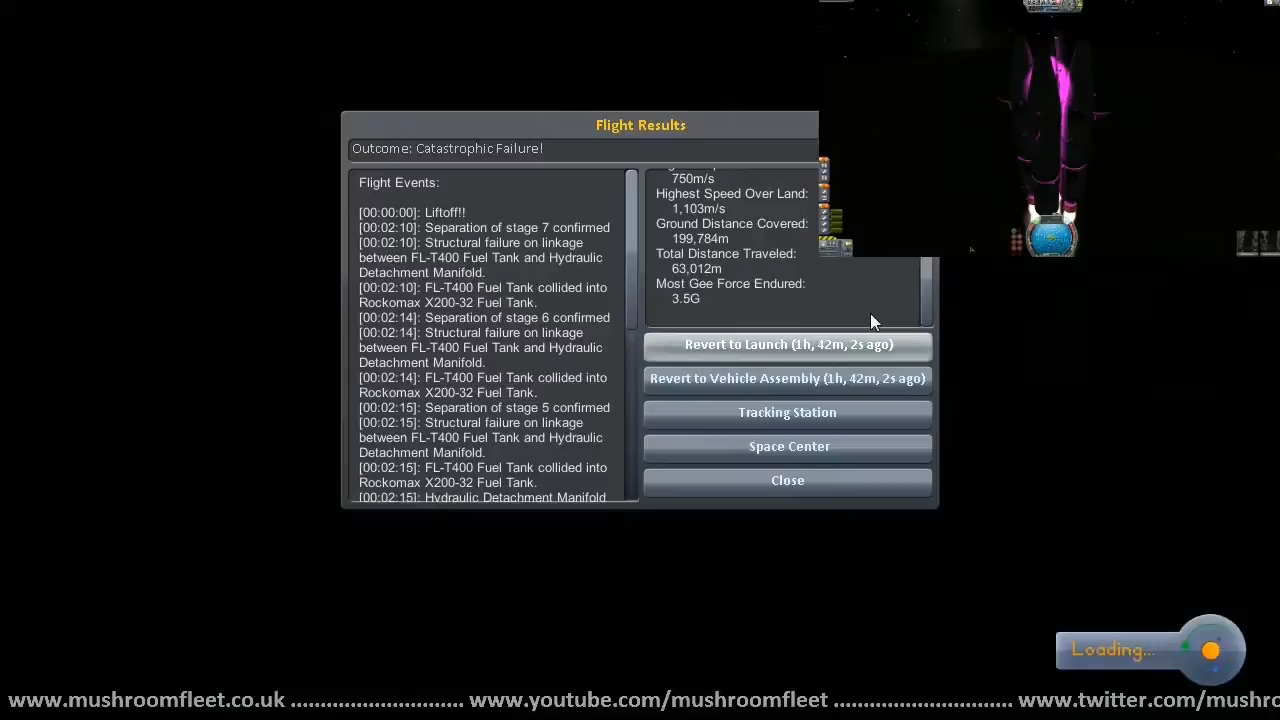 Flight Results
Outcome: Catastrophic Failure!
Flight Events:
[00:00:00]: Liftoff!!
[00:02:10]: Separation of stage 7 confirmed
[00:02:10]: Structural failure on linkage
between FL-T400 Fuel Tank and Hydraulic
Detachment Manifold.
[00:02:10]: FL-T400 Fuel Tank collided into
Rockomax X200-32 Fuel Tank.
[00:02:14]: Separation of stage 6 confirmed
[00:02:14]: Structural failure on linkage
between FL-T400 Fuel Tank and Hydraulic
Detachment Manifold.
[00:02:14]: FL-T400 Fuel Tank collided into
Rockomax X200-32 Fuel Tank.
[00:02:15]: Separation of stage 5 confirmed
[00:02:15]: Structural failure on linkage
between FL-T400 Fuel Tank and Hydraulic
Detachment Manifold.
[00:02:15]: FL-T400 Fuel Tank collided into
Rockomax X200-32 Fuel Tank.
[00:02:15]: Hydraulic Detachment Manifold
750m/s
Highest Speed Over Land:
1,103m/s
Ground Distance Covered:
199,784m
Total Distance Traveled:
63,012m
Most Gee Force Endured:
3.5G
Revert to Launch (1h, 42m, 2s ago)
Revert to Vehicle Assembly (1h, 42m, 2s ago)
Tracking Station
Space Center
Close
Loading...
www.mushroomfleet.co.uk ........................... www.youtube.com/mushroomfleet ............................ www.twitter.com/mushro